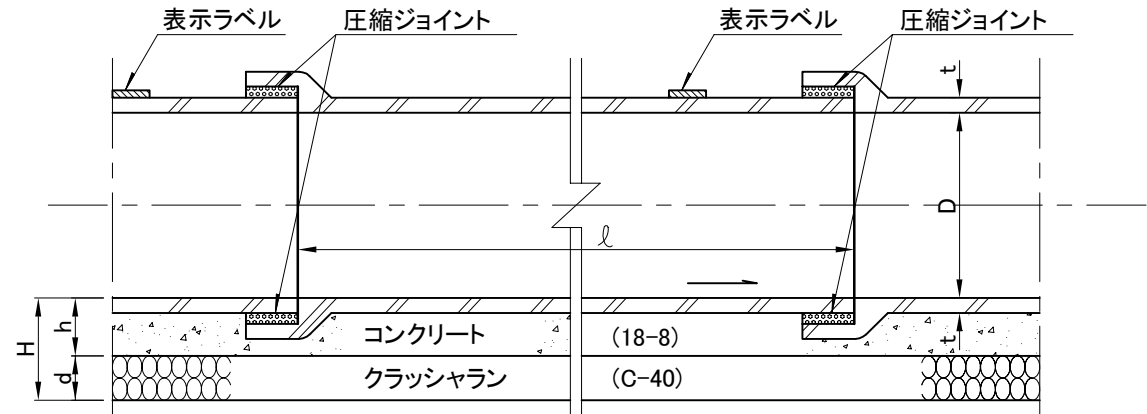 表示ラベル 圧縮ジョイント 表示ラベル 圧縮ジョイント
t
D
ℓ
H h コンクリート (18-8) t
d クラッシャラン (C-40)